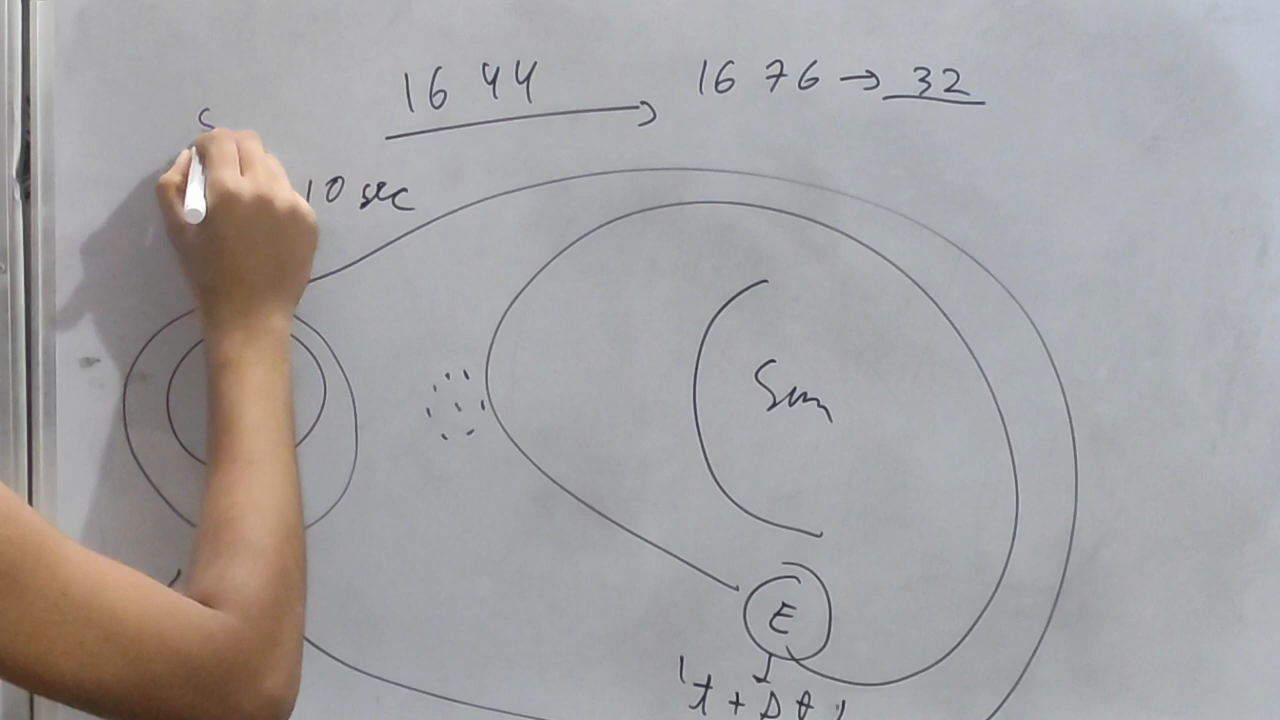 16 44 → 16 76 → 32
10 sec
Sun
E
't + Δt'